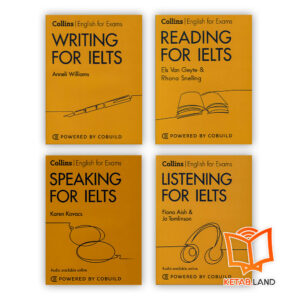 Collins English for Exams
WRITING
FOR IELTS
Anneli Williams
POWERED BY COBUILD
Collins English for Exams
READING
FOR IELTS
Els Van Geyte &
Rhona Snelling
POWERED BY COBUILD
Collins English for Exams
SPEAKING
FOR IELTS
Karen Kovacs
Audio available online
POWERED BY COBUILD
Collins English for Exams
LISTENING
FOR IELTS
Fiona Aish &
Jo Tomlinson
Audio available online
POWERED BY COBUILD
KETABLAND